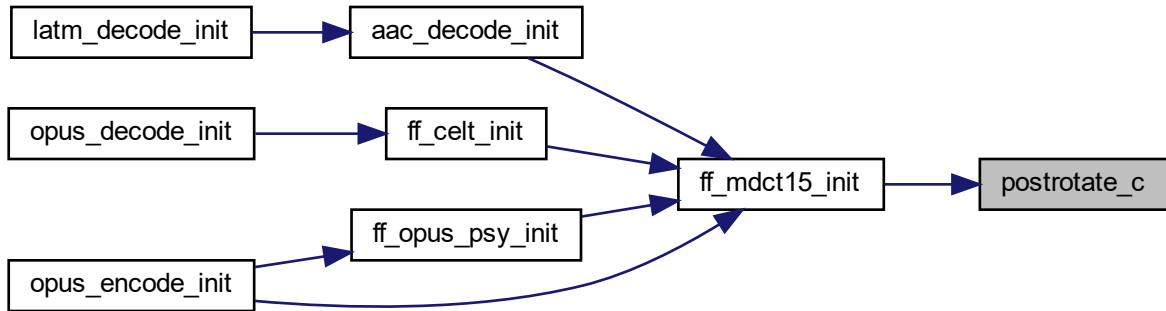 latm_decode_init
aac_decode_init
opus_decode_init
ff_celt_init
ff_mdct15_init
postrotate_c
ff_opus_psy_init
opus_encode_init